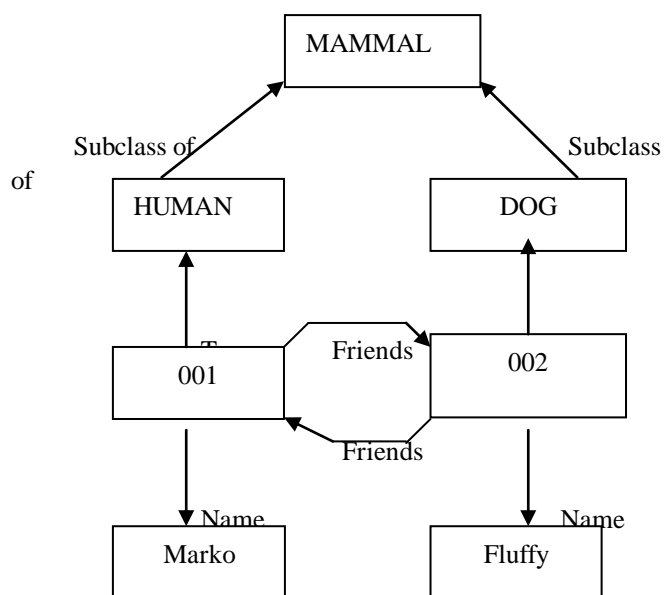 MAMMAL
Subclass of
Subclass
of
HUMAN
DOG
Friends
001
002
Friends
Name
Name
Marko
Fluffy